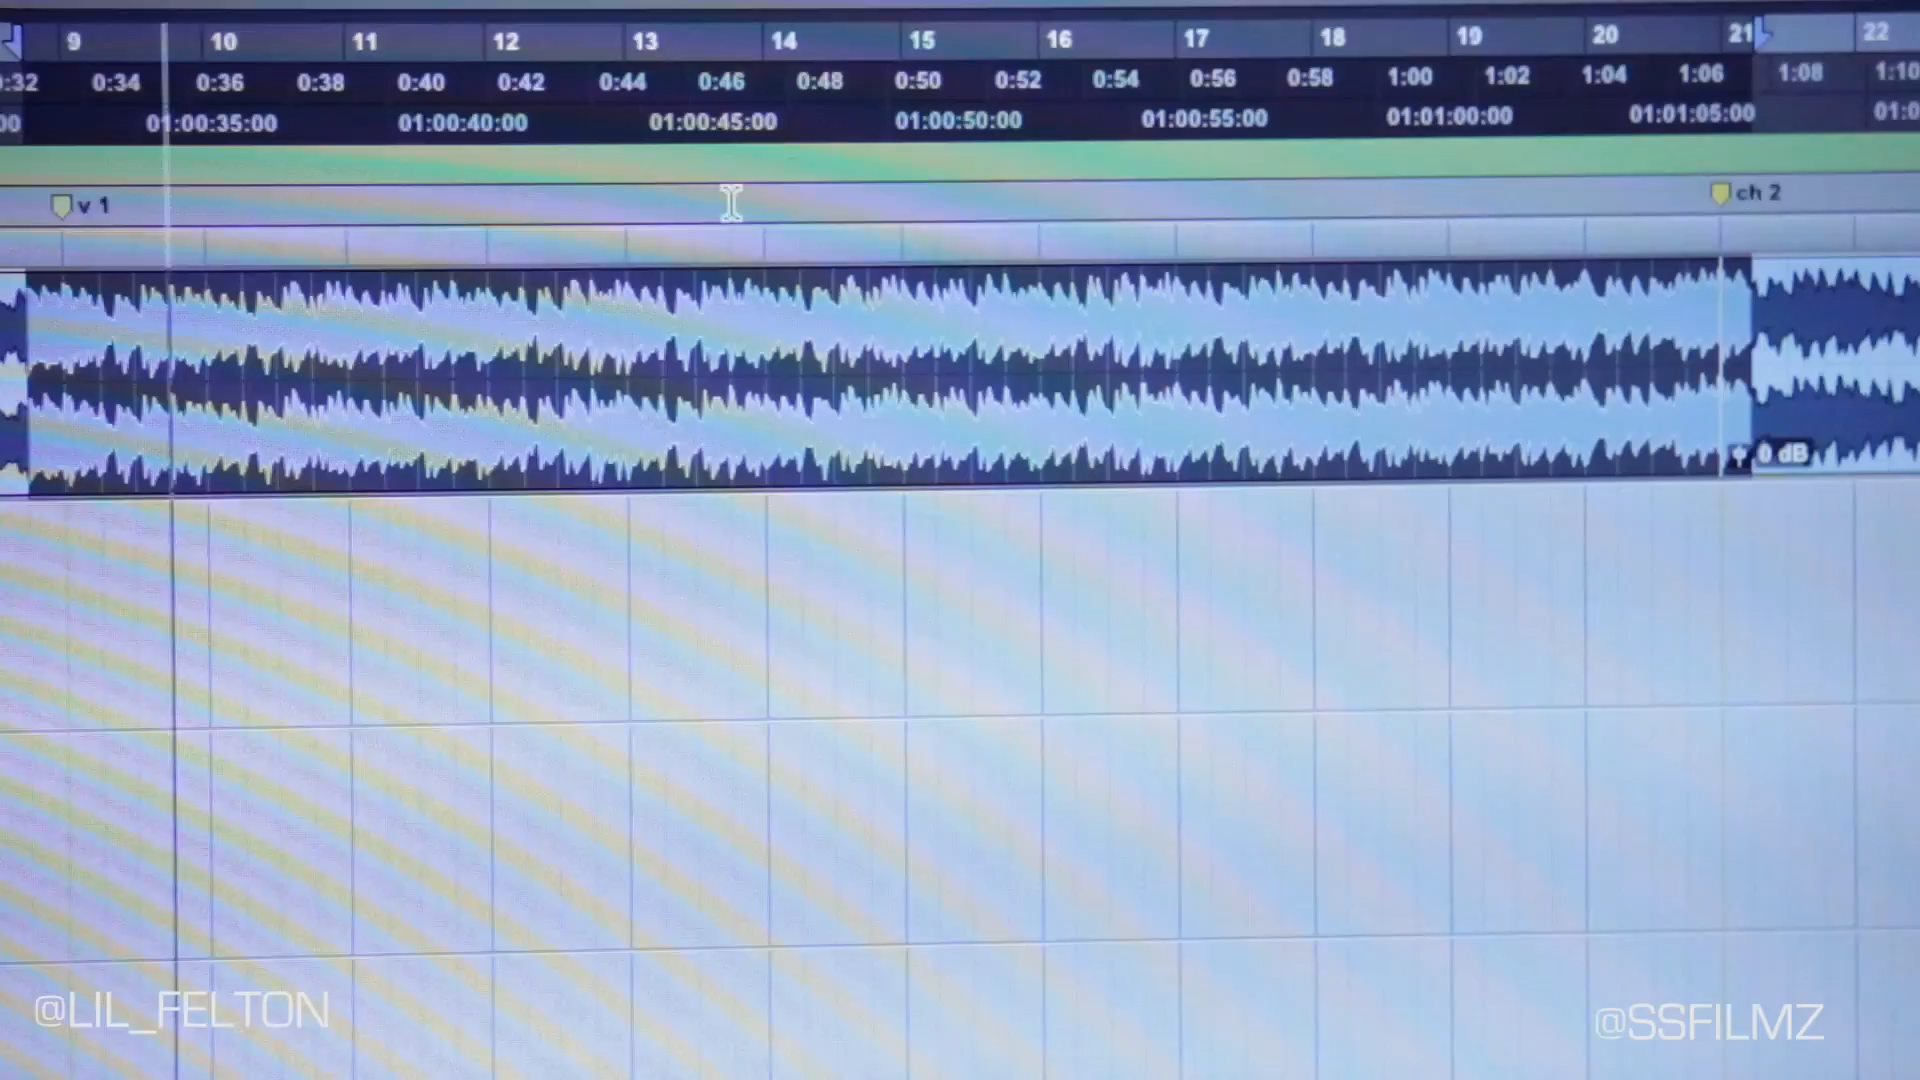 9 10 11 12 13 14 15 16 17 18 19 20 21 22
0:34 0:36 0:38 0:40 0:42 0:44 0:46 0:48 0:50 0:52 0:54 0:56 0:58 1:00 1:02 1:04 1:06 1:08 1:10
01:00:35:00 01:00:40:00 01:00:45:00 01:00:50:00 01:00:55:00 01:01:00:00 01:01:05:00
v 1 ch 2
0 dB
@LIL_FELTON @SSFILMZ